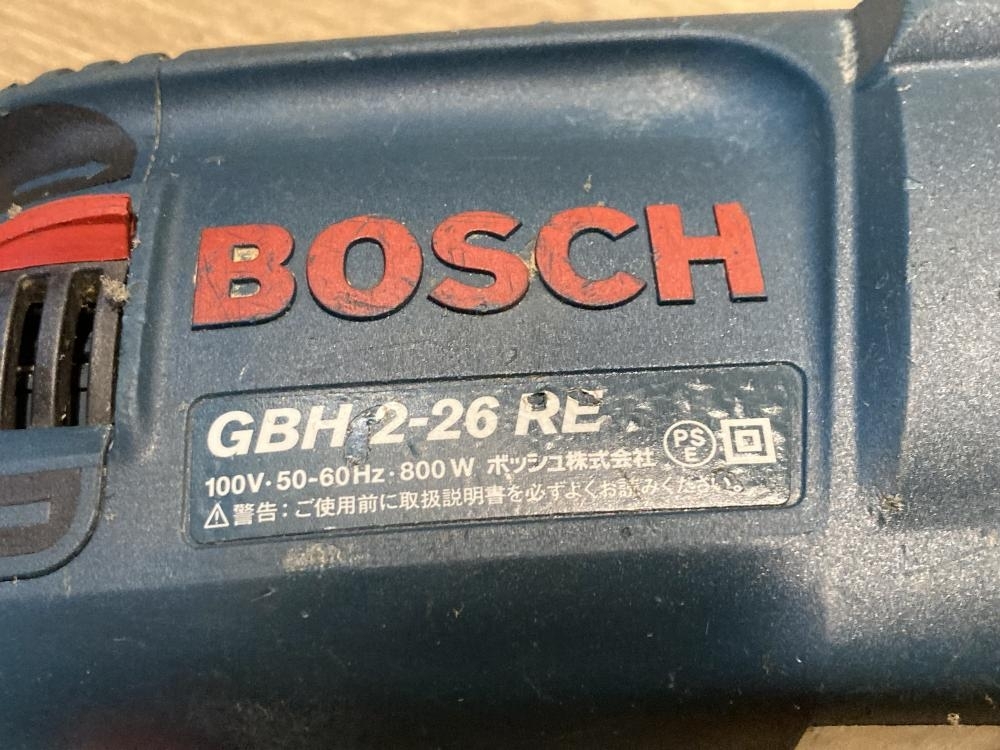 BOSCH
GBH 2-26 RE
100V・50-60Hz・800W ボッシュ株式会社 PS E
警告：ご使用前に取扱説明書を必ずよくお読みください。